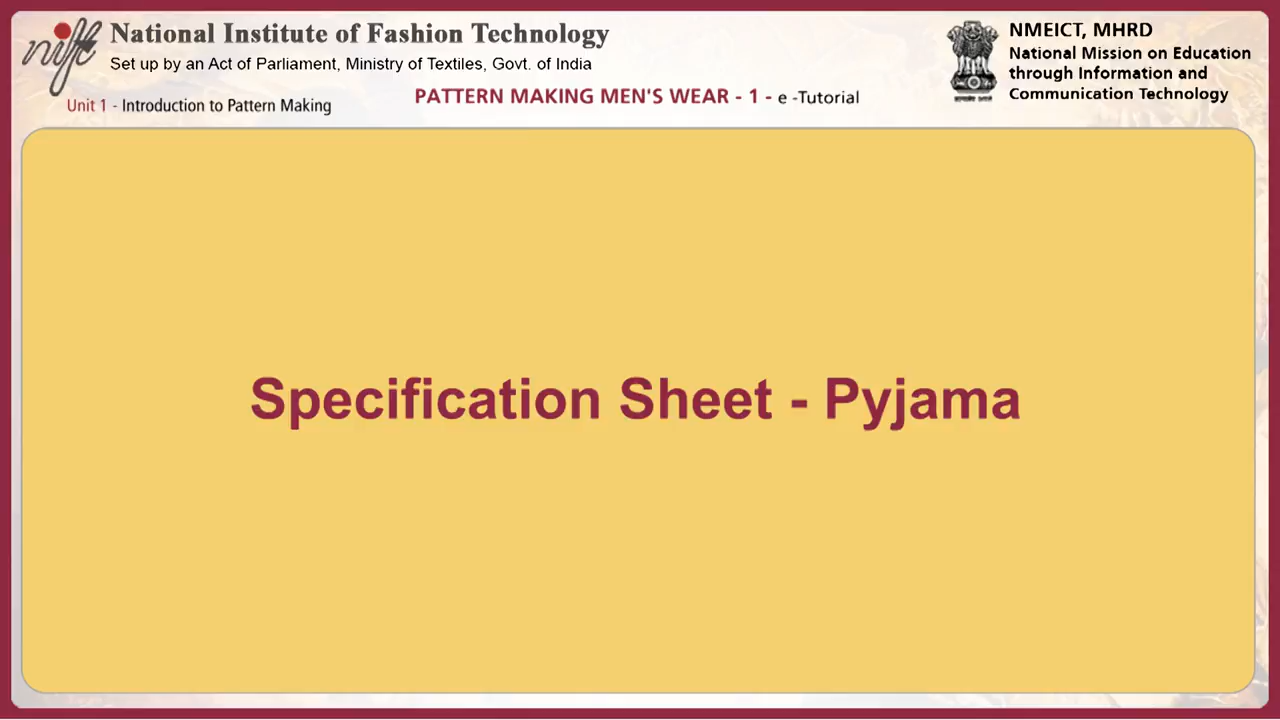 nift
National Institute of Fashion Technology
Set up by an Act of Parliament, Ministry of Textiles, Govt. of India
Unit 1 - Introduction to Pattern Making
PATTERN MAKING MEN'S WEAR - 1 - e -Tutorial
NMEICT, MHRD
National Mission on Education
through Information and
Communication Technology
Specification Sheet - Pyjama